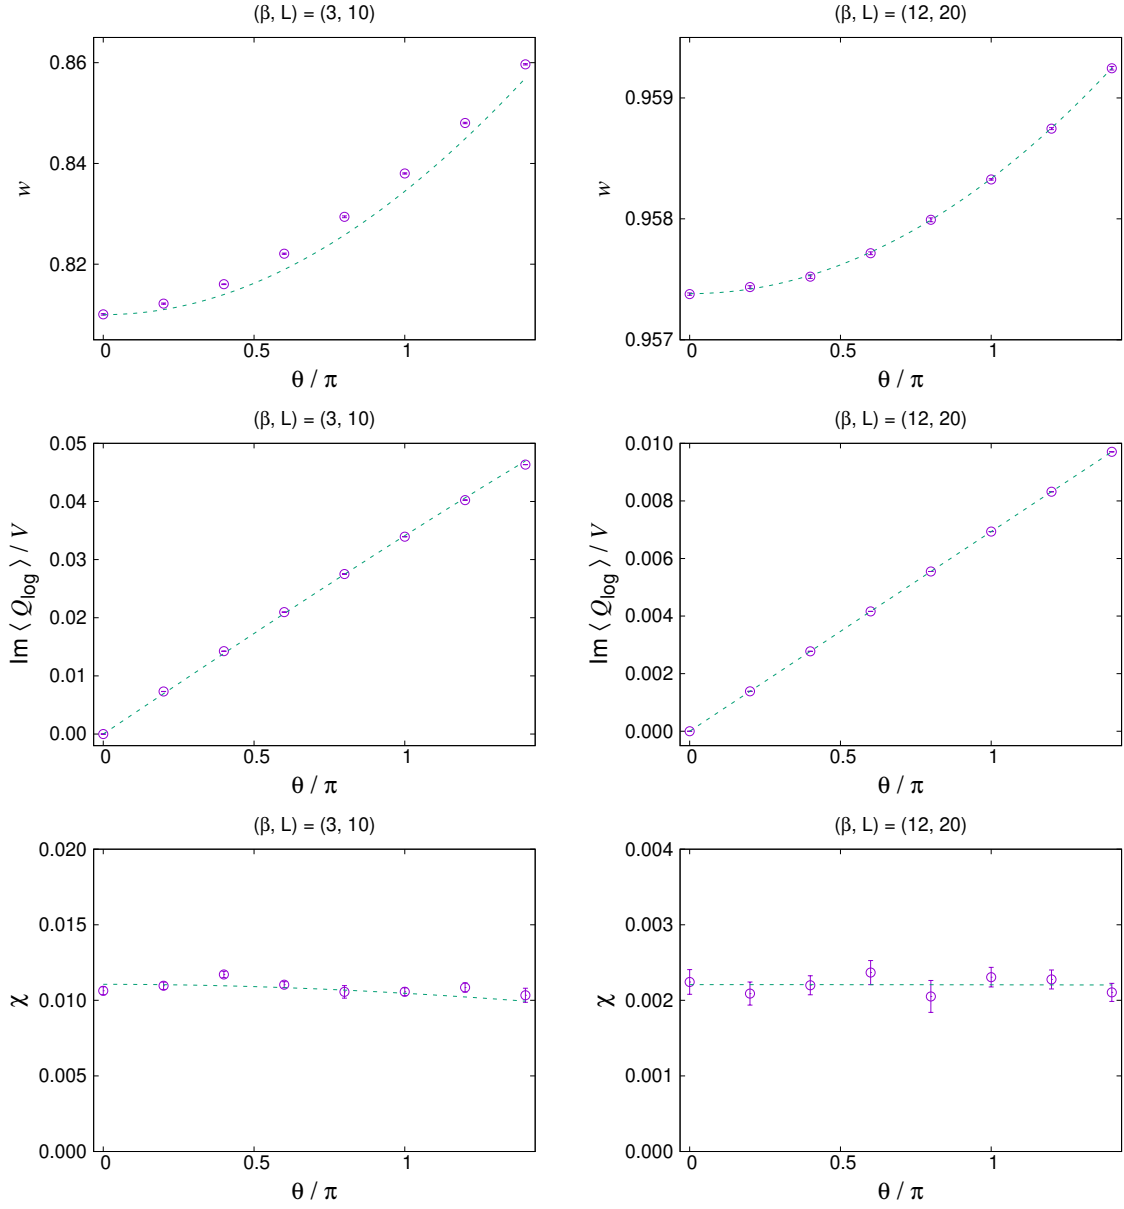 (β, L) = (3, 10)
0.86
0.84
0.82
w
0
0.5
1
θ / π
(β, L) = (12, 20)
0.959
0.958
0.957
w
0
0.5
1
θ / π
(β, L) = (3, 10)
0.05
0.04
0.03
0.02
0.01
0.00
Im ⟨ Q_log ⟩ / V
0
0.5
1
θ / π
(β, L) = (12, 20)
0.010
0.008
0.006
0.004
0.002
0.000
Im ⟨ Q_log ⟩ / V
0
0.5
1
θ / π
(β, L) = (3, 10)
0.020
0.015
0.010
0.005
0.000
χ
0
0.5
1
θ / π
(β, L) = (12, 20)
0.004
0.003
0.002
0.001
0.000
χ
0
0.5
1
θ / π